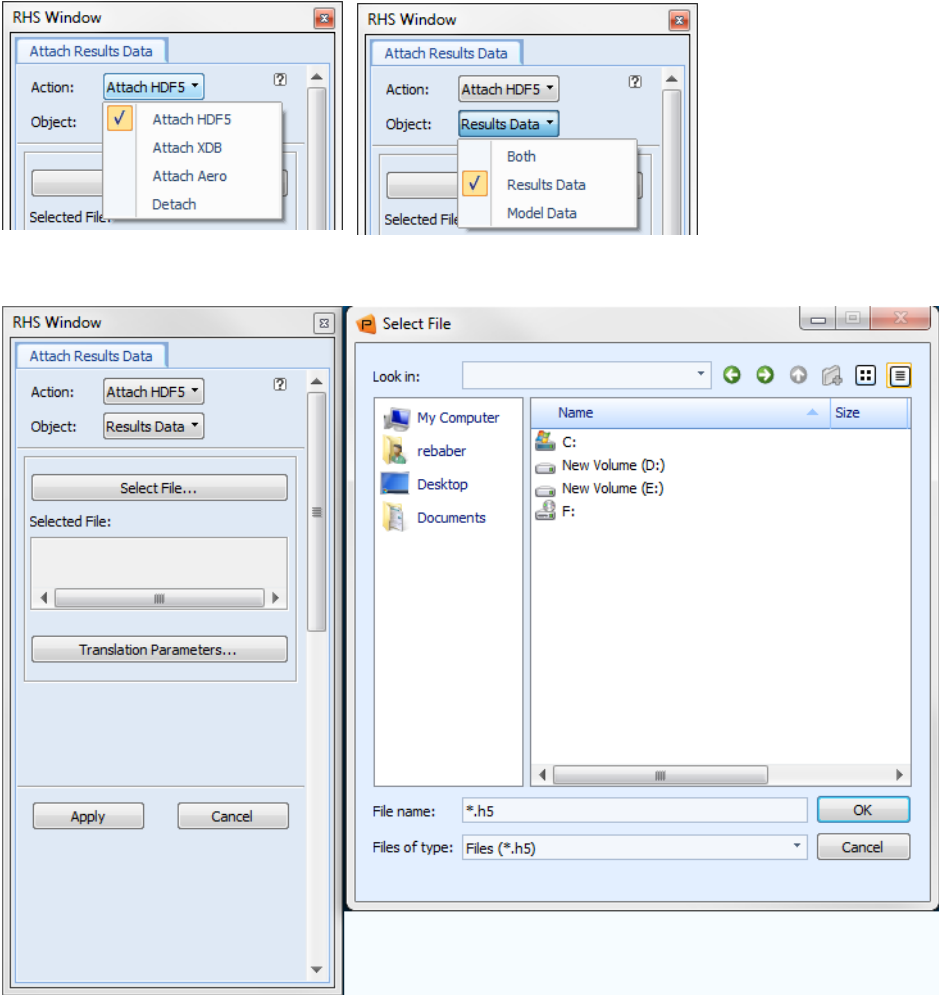 RHS Window
Attach Results Data
Action: Attach HDF5
Object:
Attach HDF5
Attach XDB
Attach Aero
Detach
Selected File:
RHS Window
Attach Results Data
Action: Attach HDF5
Object: Results Data
Both
Results Data
Model Data
Selected File
RHS Window
Attach Results Data
Action: Attach HDF5
Object: Results Data
Select File...
Selected File:
Translation Parameters...
Apply Cancel
Select File
Look in:
My Computer
rebaber
Desktop
Documents
Name Size
C:
New Volume (D:)
New Volume (E:)
F:
File name: *.h5 OK
Files of type: Files (*.h5) Cancel